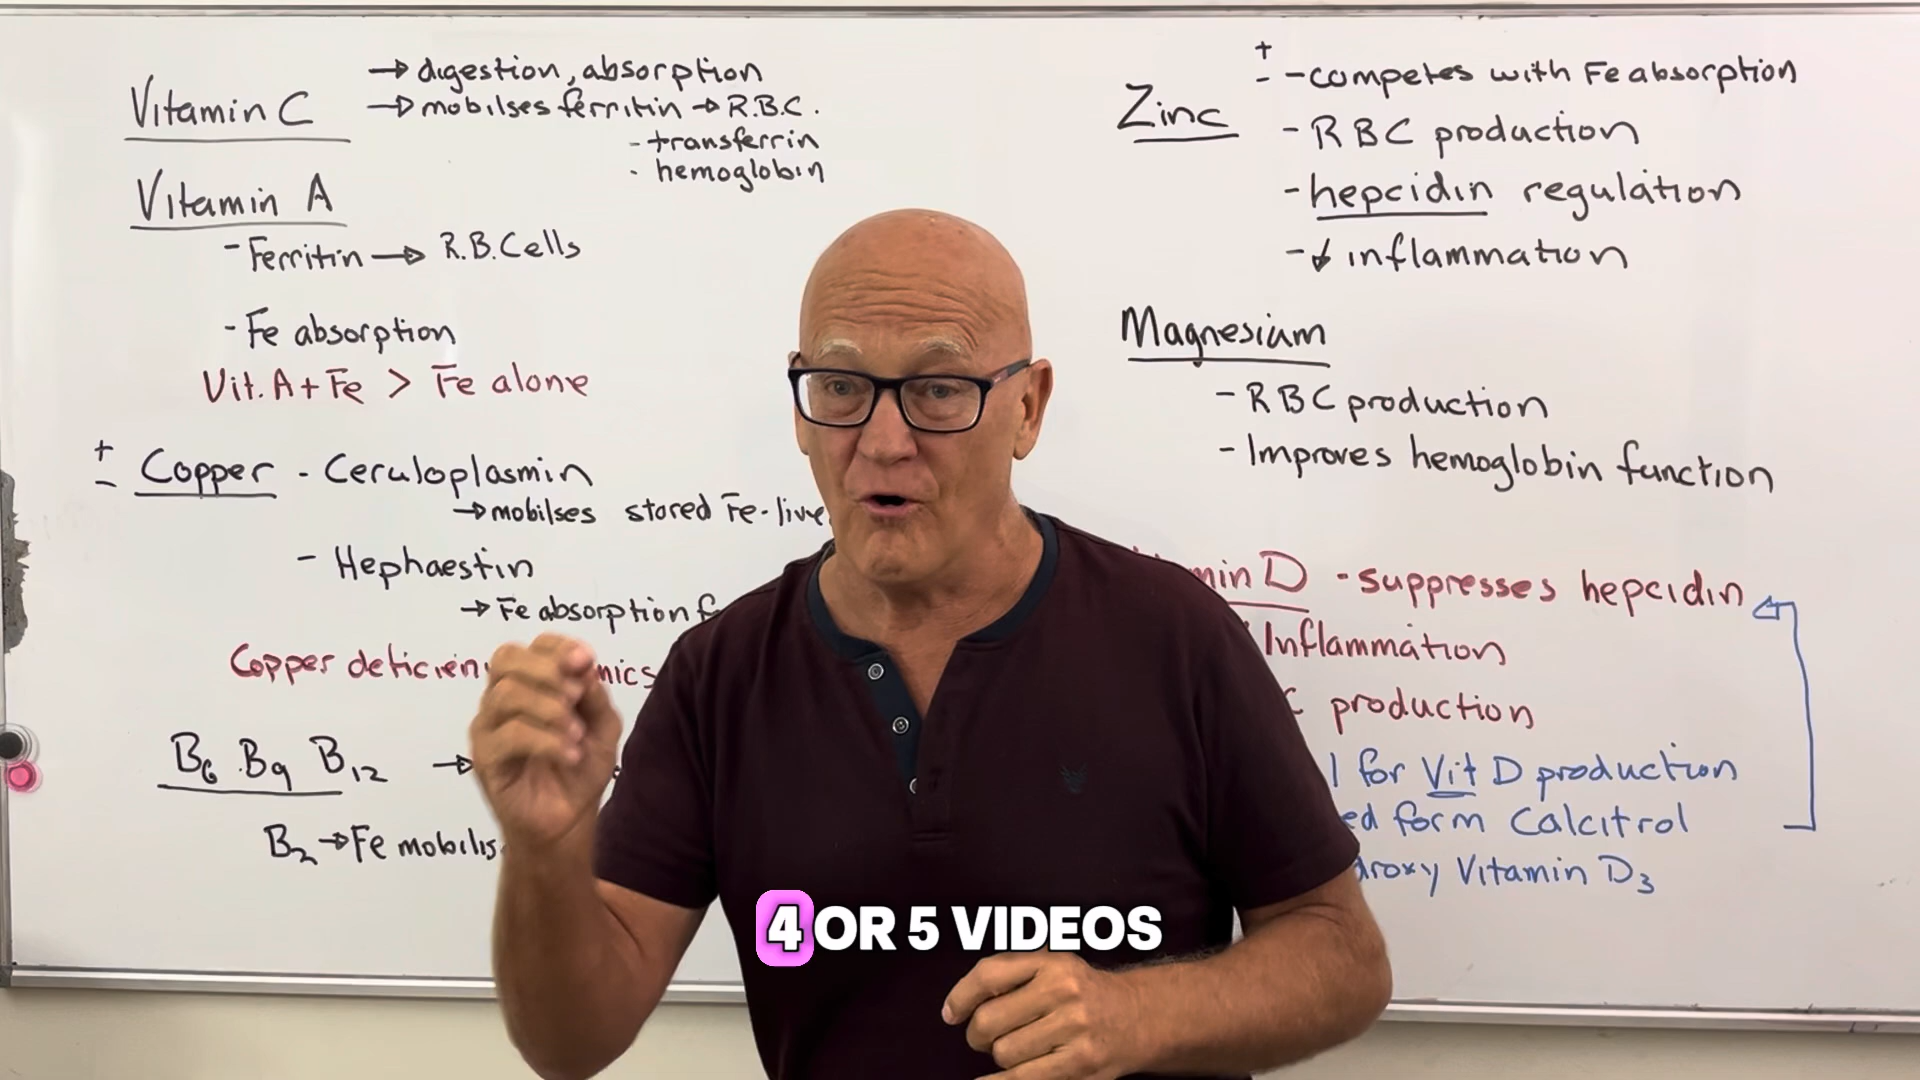 Vitamin C
→ digestion, absorption
→ mobilses ferritin → R.B.C.
- transferrin
- hemoglobin
Vitamin A
- Ferritin → R.B.Cells
- Fe absorption
Vit. A + Fe > Fe alone
+
- Copper - Ceruloplasmin
→ mobilses stored Fe-live
- Hephaestin
→ Fe absorption
Copper
B6 B9 B12 →
B2 → Fe mobilis
Zinc
+
- - competes with Fe absorption
- RBC production
- hepcidin regulation
- ↓ inflammation
Magnesium
- RBC production
- Improves hemoglobin function
min D - suppresses hepcidin
Inflammation
production
for Vit D production
ed form Calcitrol
droxy Vitamin D3
4 OR 5 VIDEOS